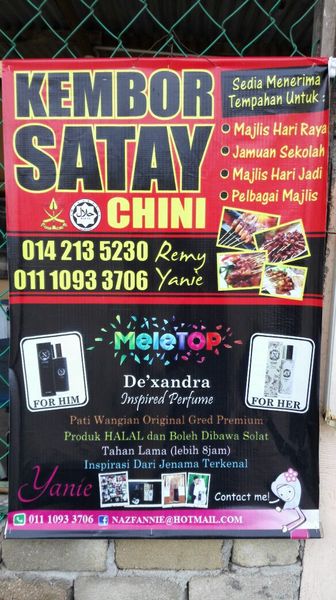 KEMBOR
SATAY
CHINI
Sedia Menerima
Tempahan Untuk :
Majlis Hari Raya
Jamuan Sekolah
Majlis Hari Jadi
Pelbagai Majlis
014 213 5230 Remy
011 1093 3706 Yanie
MeleTOP
De'xandra
Inspired Perfume
FOR HIM
FOR HER
Pati Wangian Original Gred Premium
Produk HALAL dan Boleh Dibawa Solat
Tahan Lama (lebih 8jam)
Inspirasi Dari Jenama Terkenal
Yanie
Contact me!
011 1093 3706 NAZFANNIE@HOTMAIL.COM